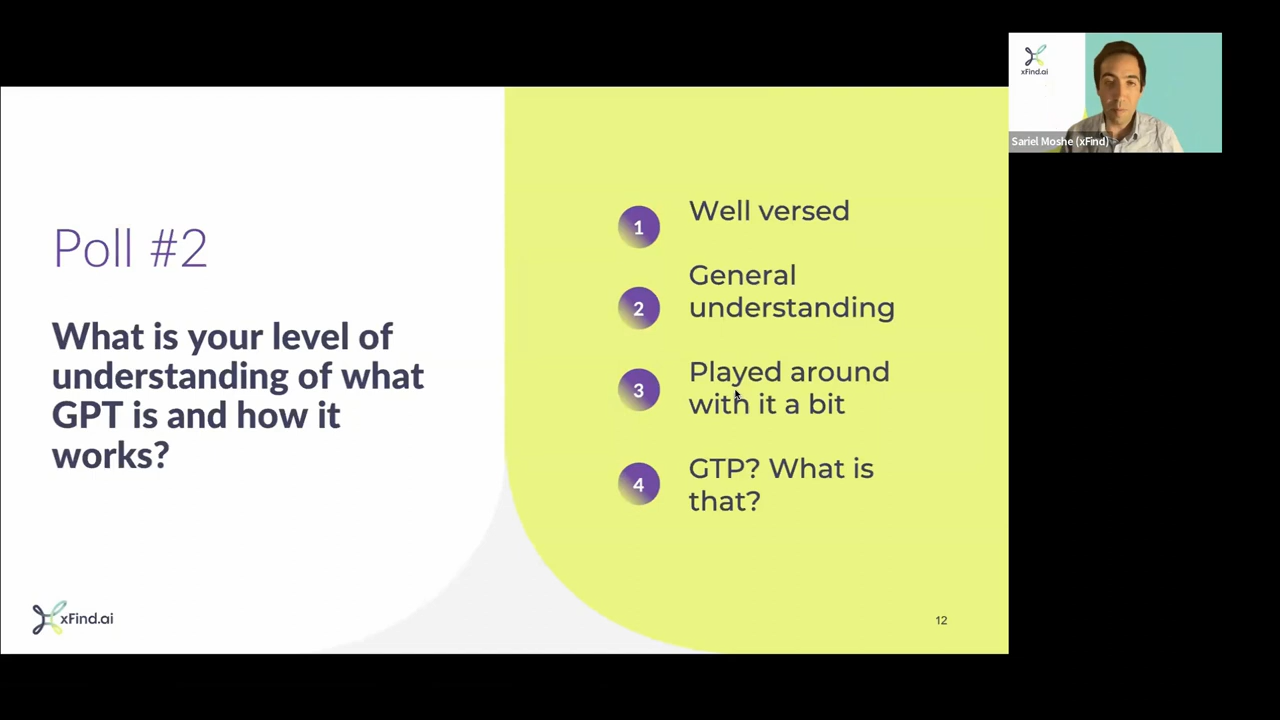 xFind.ai
Sariel Moshe (xFind)
Poll #2
What is your level of
understanding of what
GPT is and how it
works?
1
Well versed
2
General
understanding
3
Played around
with it a bit
4
GTP? What is
that?
xFind.ai
12